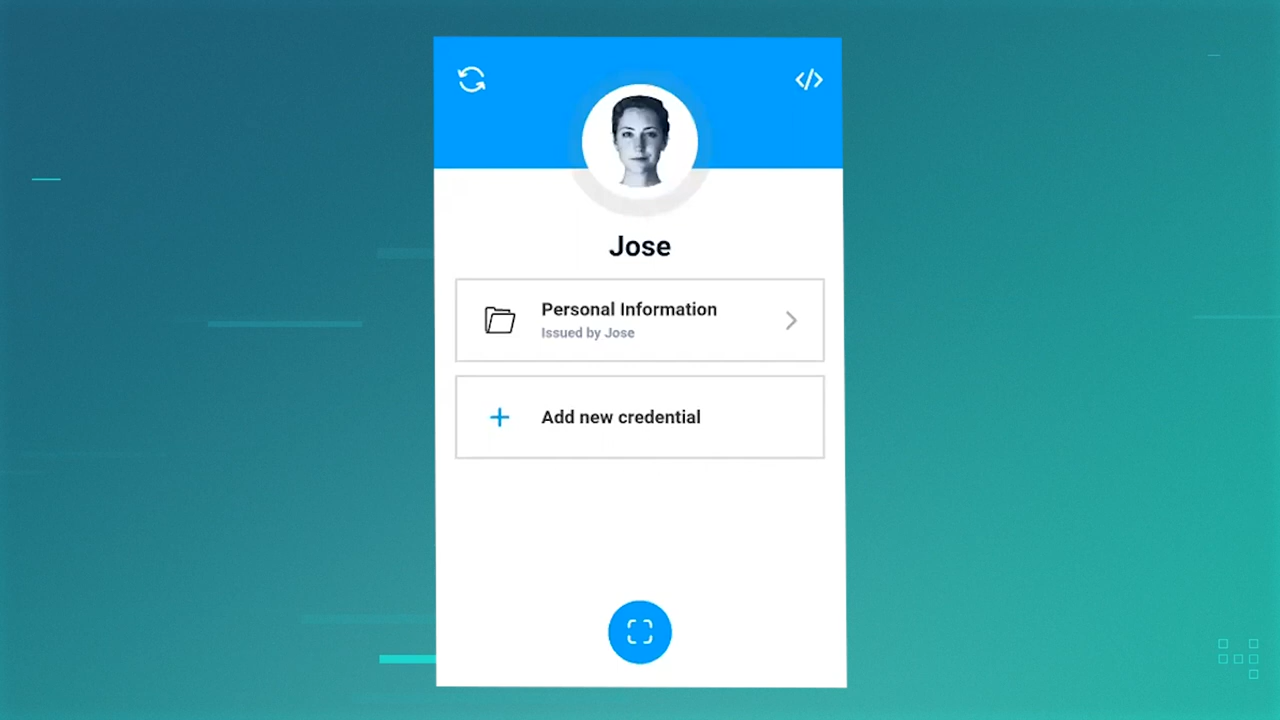 Jose
Personal Information
Issued by Jose
Add new credential